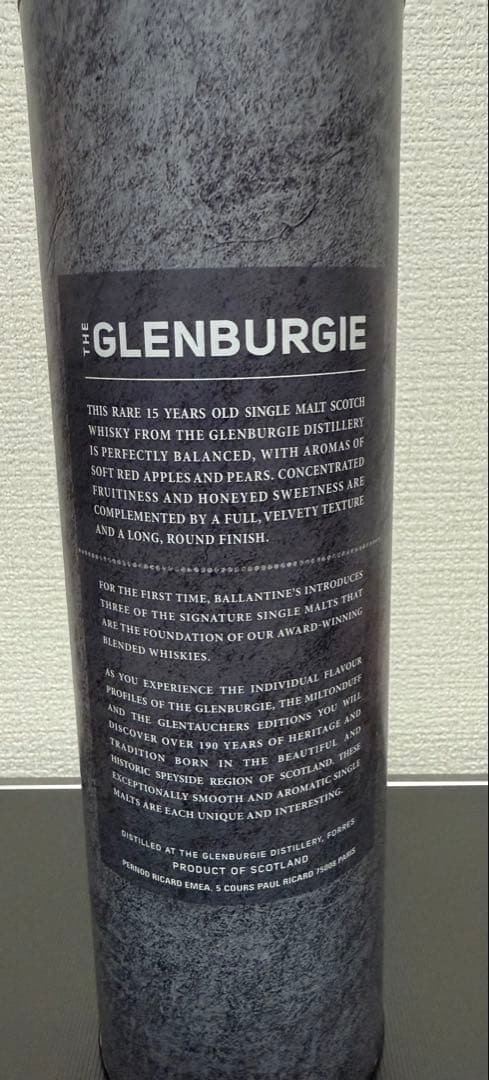 THE GLENBURGIE
THIS RARE 15 YEARS OLD SINGLE MALT SCOTCH
WHISKY FROM THE GLENBURGIE DISTILLERY
IS PERFECTLY BALANCED, WITH AROMAS OF
SOFT RED APPLES AND PEARS. CONCENTRATED
FRUITINESS AND HONEYED SWEETNESS ARE
COMPLEMENTED BY A FULL, VELVETY TEXTURE
AND A LONG, ROUND FINISH.
FOR THE FIRST TIME, BALLANTINE'S INTRODUCES
THREE OF THE SIGNATURE SINGLE MALTS THAT
ARE THE FOUNDATION OF OUR AWARD-WINNING
BLENDED WHISKIES.
AS YOU EXPERIENCE THE INDIVIDUAL FLAVOUR
PROFILES OF THE GLENBURGIE, THE MILTONDUFF
AND THE GLENTAUCHERS EDITIONS YOU WILL
DISCOVER OVER 190 YEARS OF HERITAGE AND
TRADITION BORN IN THE BEAUTIFUL AND
HISTORIC SPEYSIDE REGION OF SCOTLAND. THESE
EXCEPTIONALLY SMOOTH AND AROMATIC SINGLE
MALTS ARE EACH UNIQUE AND INTERESTING.
DISTILLED AT THE GLENBURGIE DISTILLERY, FORRES
PRODUCT OF SCOTLAND
PERNOD RICARD EMEA, 5 COURS PAUL RICARD 75008 PARIS